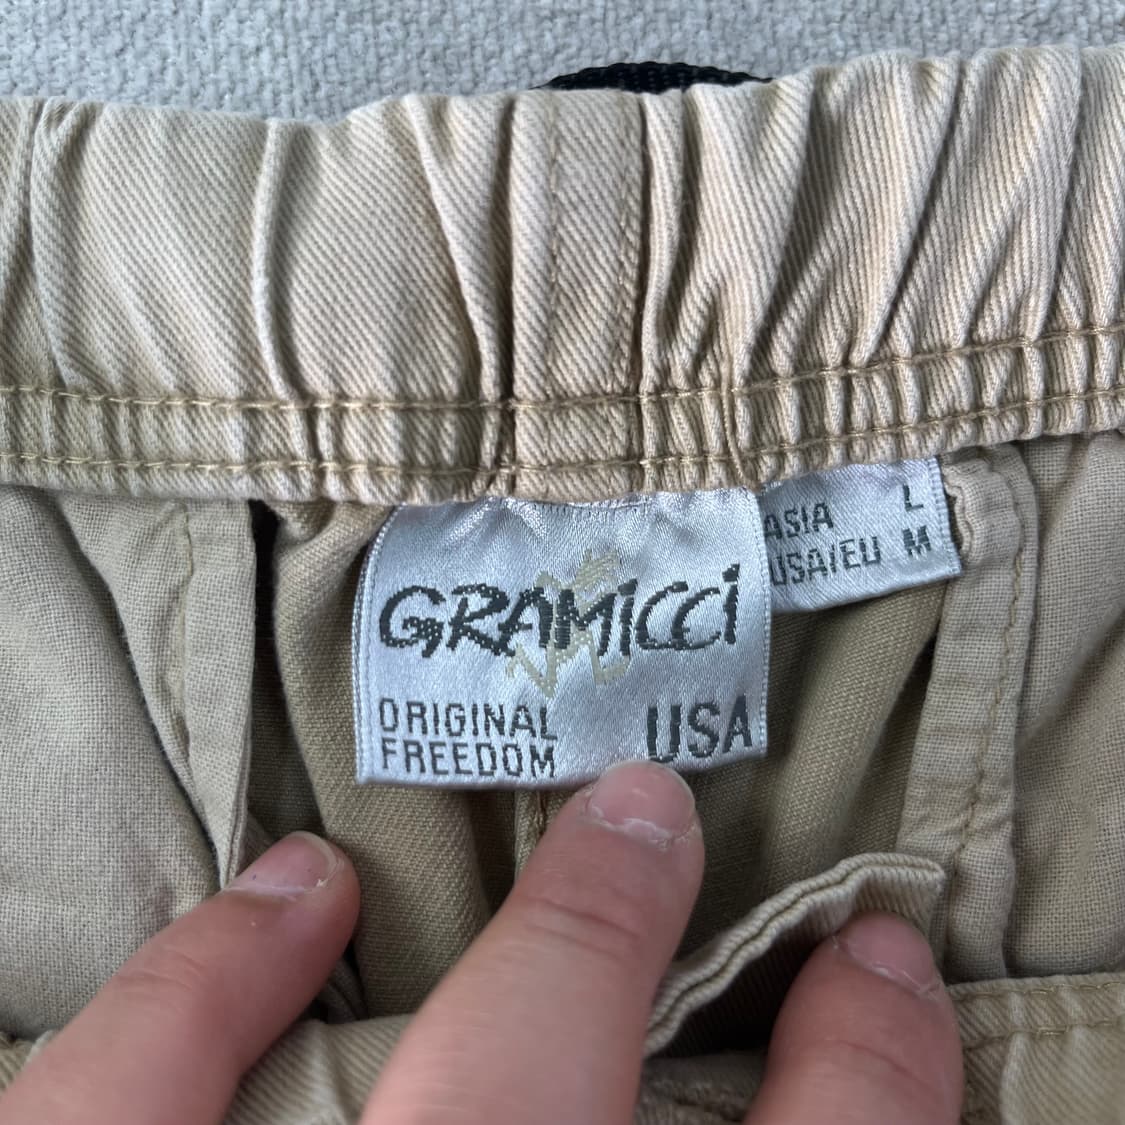 GRAMICCI
ORIGINAL
FREEDOM
USA
ASIA L
USA/EU M